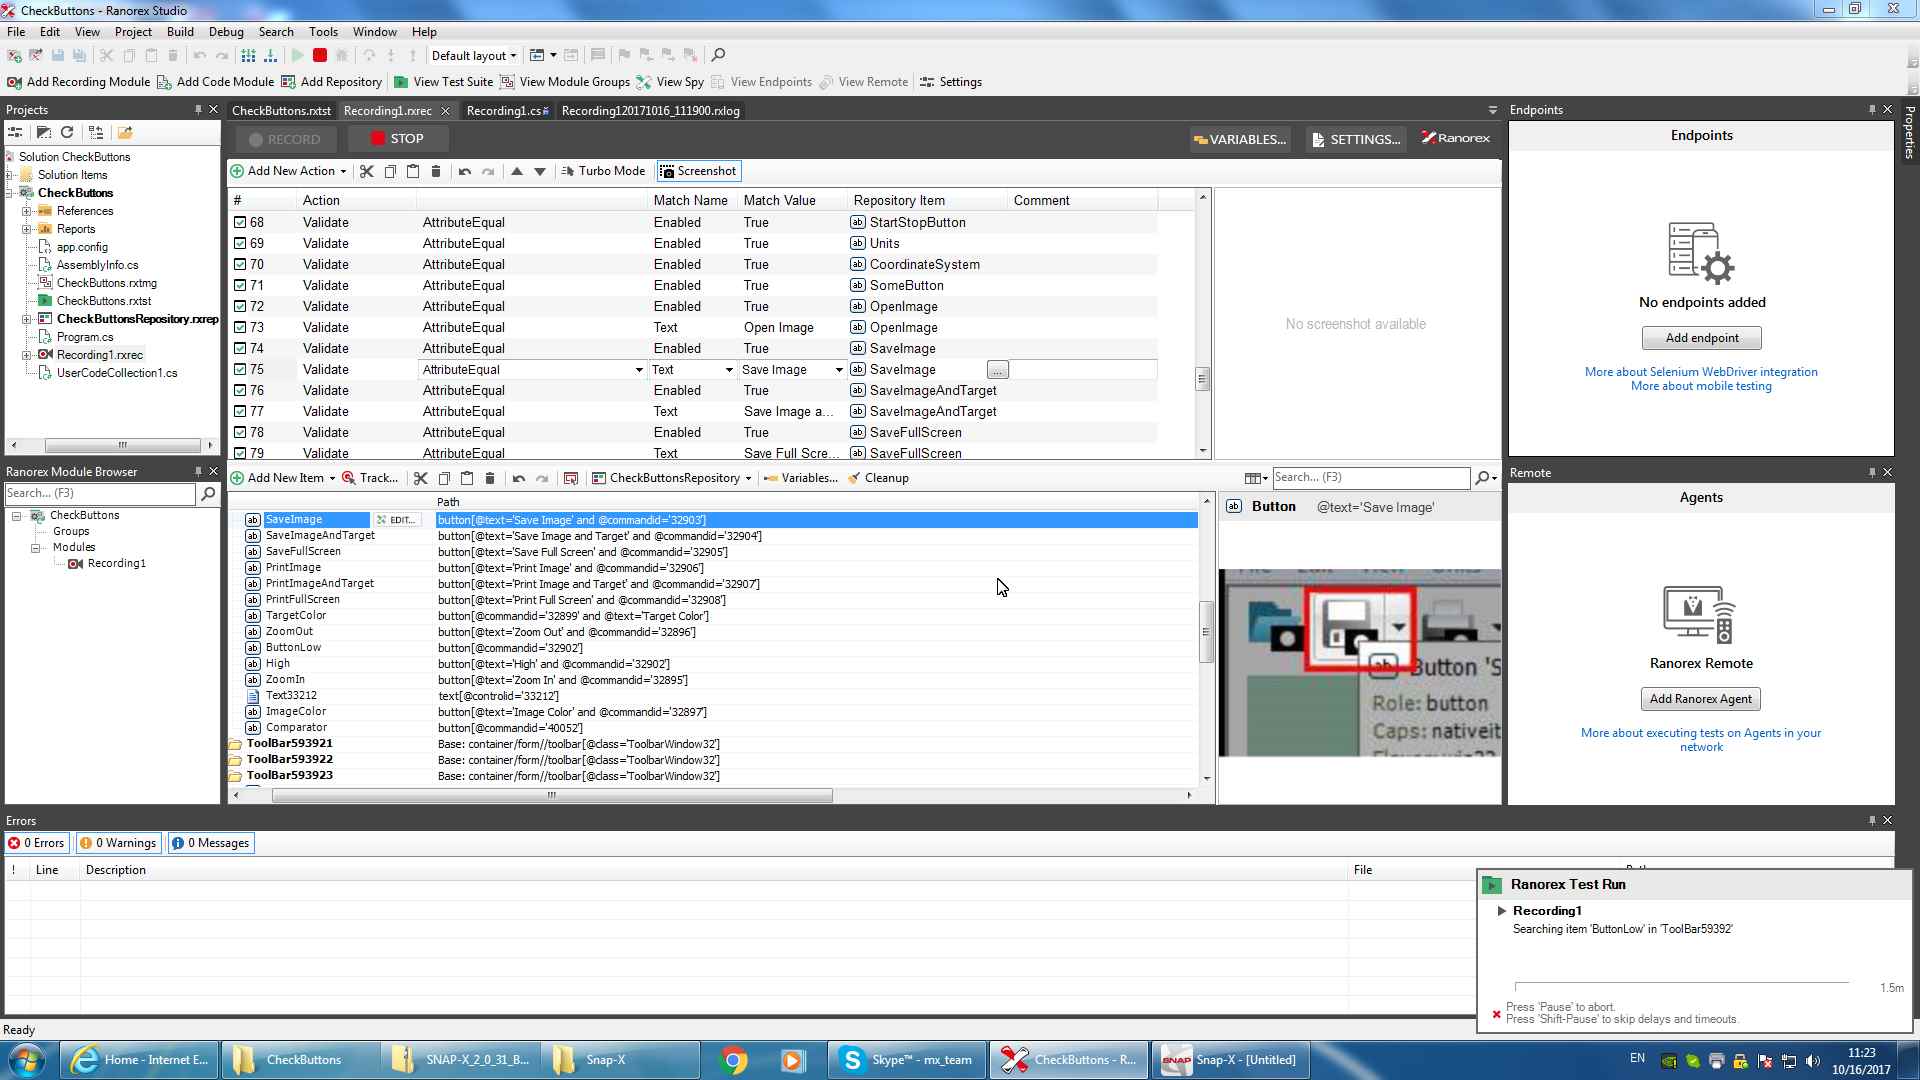 CheckButtons - Ranorex Studio
File Edit View Project Build Debug Search Tools Window Help
Default layout
Add Recording Module Add Code Module Add Repository View Test Suite View Module Groups View Spy View Endpoints View Remote Settings
Projects
Solution CheckButtons
Solution Items
CheckButtons
References
Reports
app.config
AssemblyInfo.cs
CheckButtons.rxtmg
CheckButtons.rxtst
CheckButtonsRepository.rxrep
Program.cs
Recording1.rxrec
UserCodeCollection1.cs
Ranorex Module Browser
Search... (F3)
CheckButtons
Groups
Modules
Recording1
CheckButtons.rxtst Recording1.rxrec Recording1.cs Recording120171016_111900.rxlog
RECORD STOP VARIABLES... SETTINGS... Ranorex
Add New Action Turbo Mode Screenshot
# Action Match Name Match Value Repository Item Comment
68 Validate AttributeEqual Enabled True StartStopButton
69 Validate AttributeEqual Enabled True Units
70 Validate AttributeEqual Enabled True CoordinateSystem
71 Validate AttributeEqual Enabled True SomeButton
72 Validate AttributeEqual Enabled True OpenImage
73 Validate AttributeEqual Text Open Image OpenImage
74 Validate AttributeEqual Enabled True SaveImage
75 Validate AttributeEqual Text Save Image SaveImage ...
76 Validate AttributeEqual Enabled True SaveImageAndTarget
77 Validate AttributeEqual Text Save Image a... SaveImageAndTarget
78 Validate AttributeEqual Enabled True SaveFullScreen
79 Validate AttributeEqual Text Save Full Scre... SaveFullScreen
No screenshot available
Add New Item Track... CheckButtonsRepository Variables... Cleanup Search... (F3)
Path
SaveImage EDIT... button[@text='Save Image' and @commandid='32903']
SaveImageAndTarget button[@text='Save Image and Target' and @commandid='32904']
SaveFullScreen button[@text='Save Full Screen' and @commandid='32905']
PrintImage button[@text='Print Image' and @commandid='32906']
PrintImageAndTarget button[@text='Print Image and Target' and @commandid='32907']
PrintFullScreen button[@text='Print Full Screen' and @commandid='32908']
TargetColor button[@commandid='32899' and @text='Target Color']
ZoomOut button[@text='Zoom Out' and @commandid='32896']
ButtonLow button[@commandid='32902']
High button[@text='High' and @commandid='32902']
ZoomIn button[@text='Zoom In' and @commandid='32895']
Text33212 text[@controlid='33212']
ImageColor button[@text='Image Color' and @commandid='32897']
Comparator button[@commandid='40052']
ToolBar593921 Base: container/form//toolbar[@class='ToolbarWindow32']
ToolBar593922 Base: container/form//toolbar[@class='ToolbarWindow32']
ToolBar593923 Base: container/form//toolbar[@class='ToolbarWindow32']
Button @text='Save Image'
Button 'S
Role: button
Caps: nativeit
Endpoints
Endpoints
No endpoints added
Add endpoint
More about Selenium WebDriver integration
More about mobile testing
Remote
Agents
Ranorex Remote
Add Ranorex Agent
More about executing tests on Agents in your
network
Properties
Errors
0 Errors 0 Warnings 0 Messages
! Line Description File
Ranorex Test Run
Recording1
Searching item 'ButtonLow' in 'ToolBar59392'
1.5m
Press 'Pause' to abort.
Press 'Shift-Pause' to skip delays and timeouts.
Ready
Home - Internet E... CheckButtons SNAP-X_2_0_31_B... Snap-X Skype™ - mx_team CheckButtons - R... SNAP Snap-X - [Untitled] EN 11:23
10/16/2017